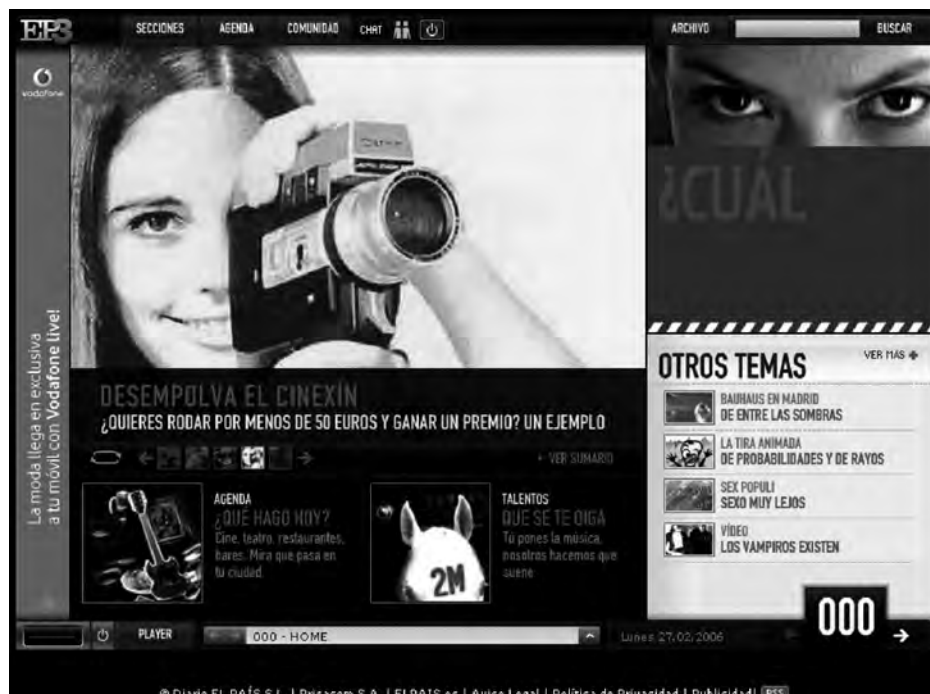 EP3
SECCIONES
AGENDA
COMUNIDAD
CHAT
ARCHIVO
BUSCAR
vodafone
La moda llega en exclusiva
a tu móvil con Vodafone live!
¿CUÁL
DESEMPOLVA EL CINEXÍN
¿QUIERES RODAR POR MENOS DE 50 EUROS Y GANAR UN PREMIO? UN EJEMPLO
+ VER SUMARIO
AGENDA
¿QUÉ HAGO HOY?
Cine, teatro, restaurantes,
bares. Mira que pasa en
tu ciudad
2M
TALENTOS
QUE SE TE OIGA
Tú pones la música,
nosotros hacemos que
suene
OTROS TEMAS
VER MÁS
BAUHAUS EN MADRID
DE ENTRE LAS SOMBRAS
LA TIRA ANIMADA
DE PROBABILIDADES Y DE RAYOS
SEX POPULI
SEXO MUY LEJOS
VÍDEO
LOS VAMPIROS EXISTEN
PLAYER
000 - HOME
Lunes 27.02.2006
000
© Diario EL PAÍS S.L. | Prisacom S.A. | ELPAIS.es | Aviso Legal | Política de Privacidad | Publicidad| RSS